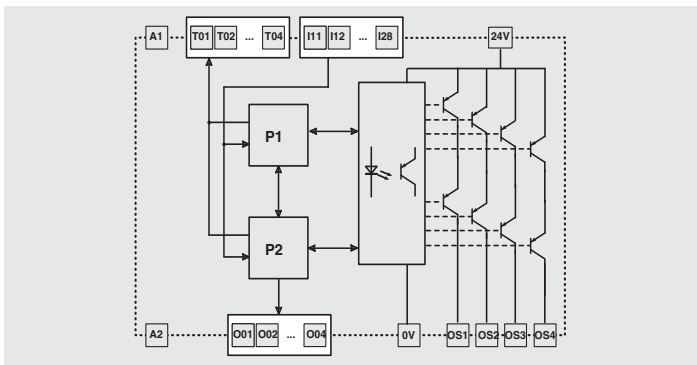 A1 T01 T02 ... T04 I11 I12 ... I28 24V
P1
P2
A2 O01 O02 ... O04 0V OS1 OS2 OS3 OS4